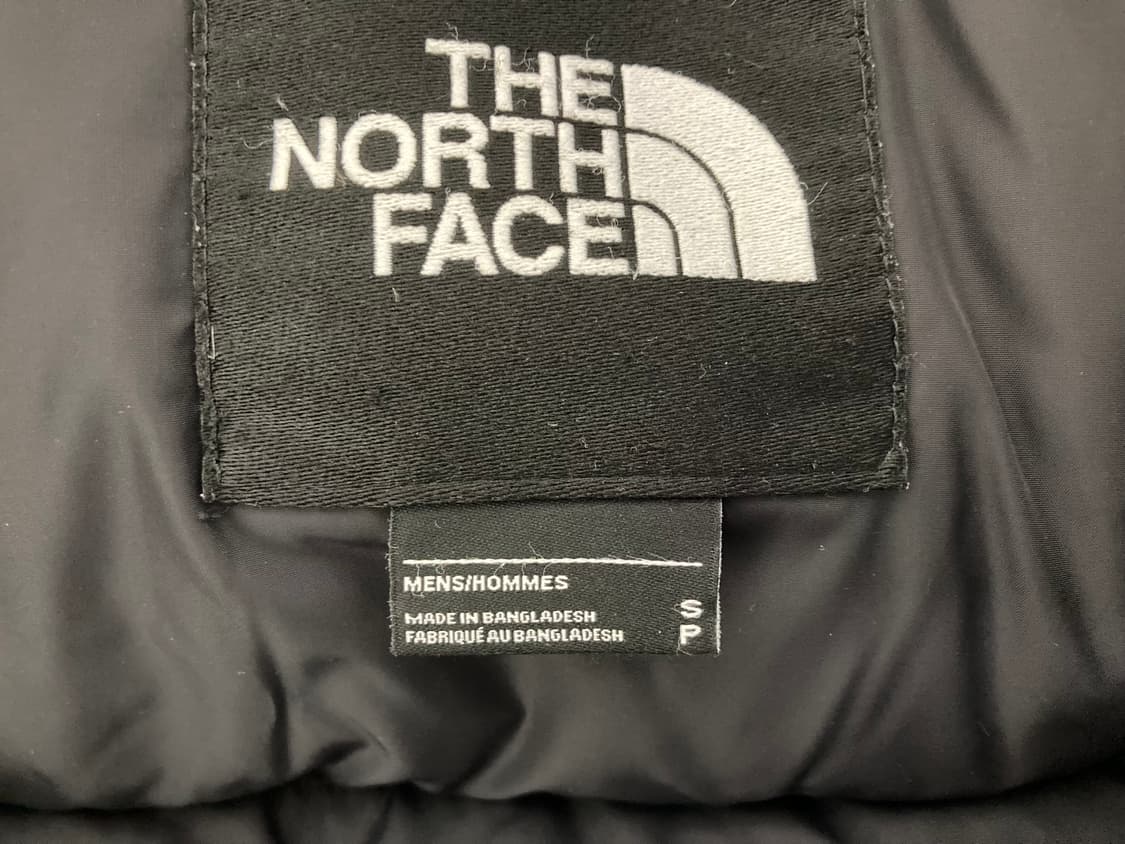 THE
NORTH
FACE
MENS/HOMMES
MADE IN BANGLADESH
FABRIQUÉ AU BANGLADESH
S
P